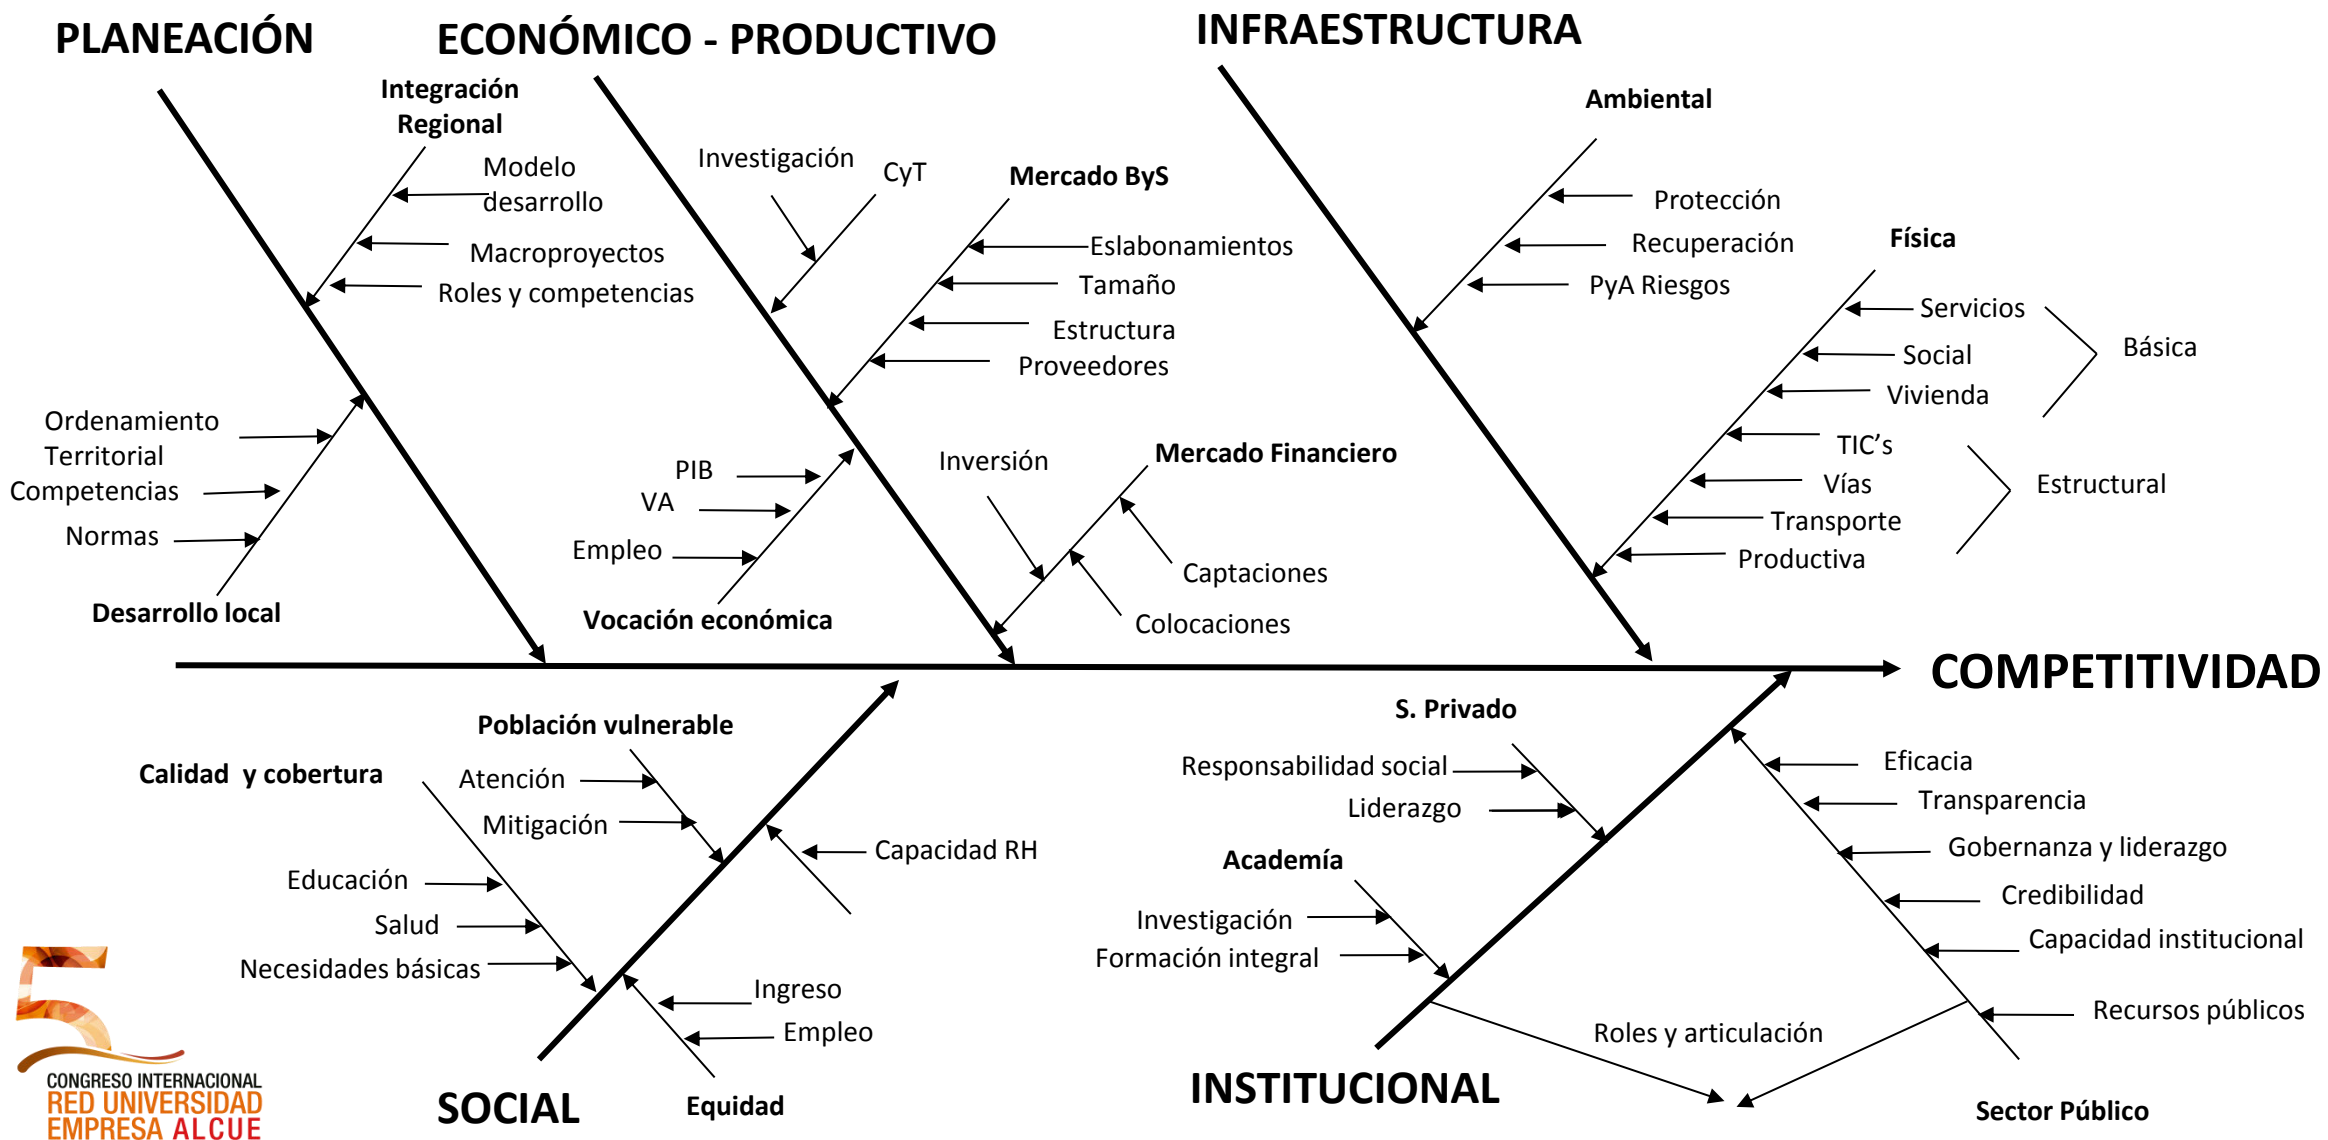 PLANEACIÓN
ECONÓMICO - PRODUCTIVO
INFRAESTRUCTURA
Integración
Regional
Modelo
desarrollo
Macroproyectos
Roles y competencias
Ordenamiento
Territorial
Competencias
Normas
Desarrollo local
Investigación
CyT
Mercado ByS
Eslabonamientos
Tamaño
Estructura
Proveedores
PIB
VA
Empleo
Vocación económica
Inversión
Mercado Financiero
Captaciones
Colocaciones
Ambiental
Protección
Recuperación
PyA Riesgos
Física
Servicios
Social
Vivienda
Básica
TIC's
Vías
Transporte
Productiva
Estructural
COMPETITIVIDAD
Población vulnerable
Atención
Mitigación
Calidad y cobertura
Educación
Salud
Necesidades básicas
Capacidad RH
Ingreso
Empleo
Equidad
SOCIAL
S. Privado
Responsabilidad social
Liderazgo
Academía
Investigación
Formación integral
Eficacia
Transparencia
Gobernanza y liderazgo
Credibilidad
Capacidad institucional
Recursos públicos
Roles y articulación
INSTITUCIONAL
Sector Público
5
CONGRESO INTERNACIONAL
RED UNIVERSIDAD
EMPRESA ALCUE